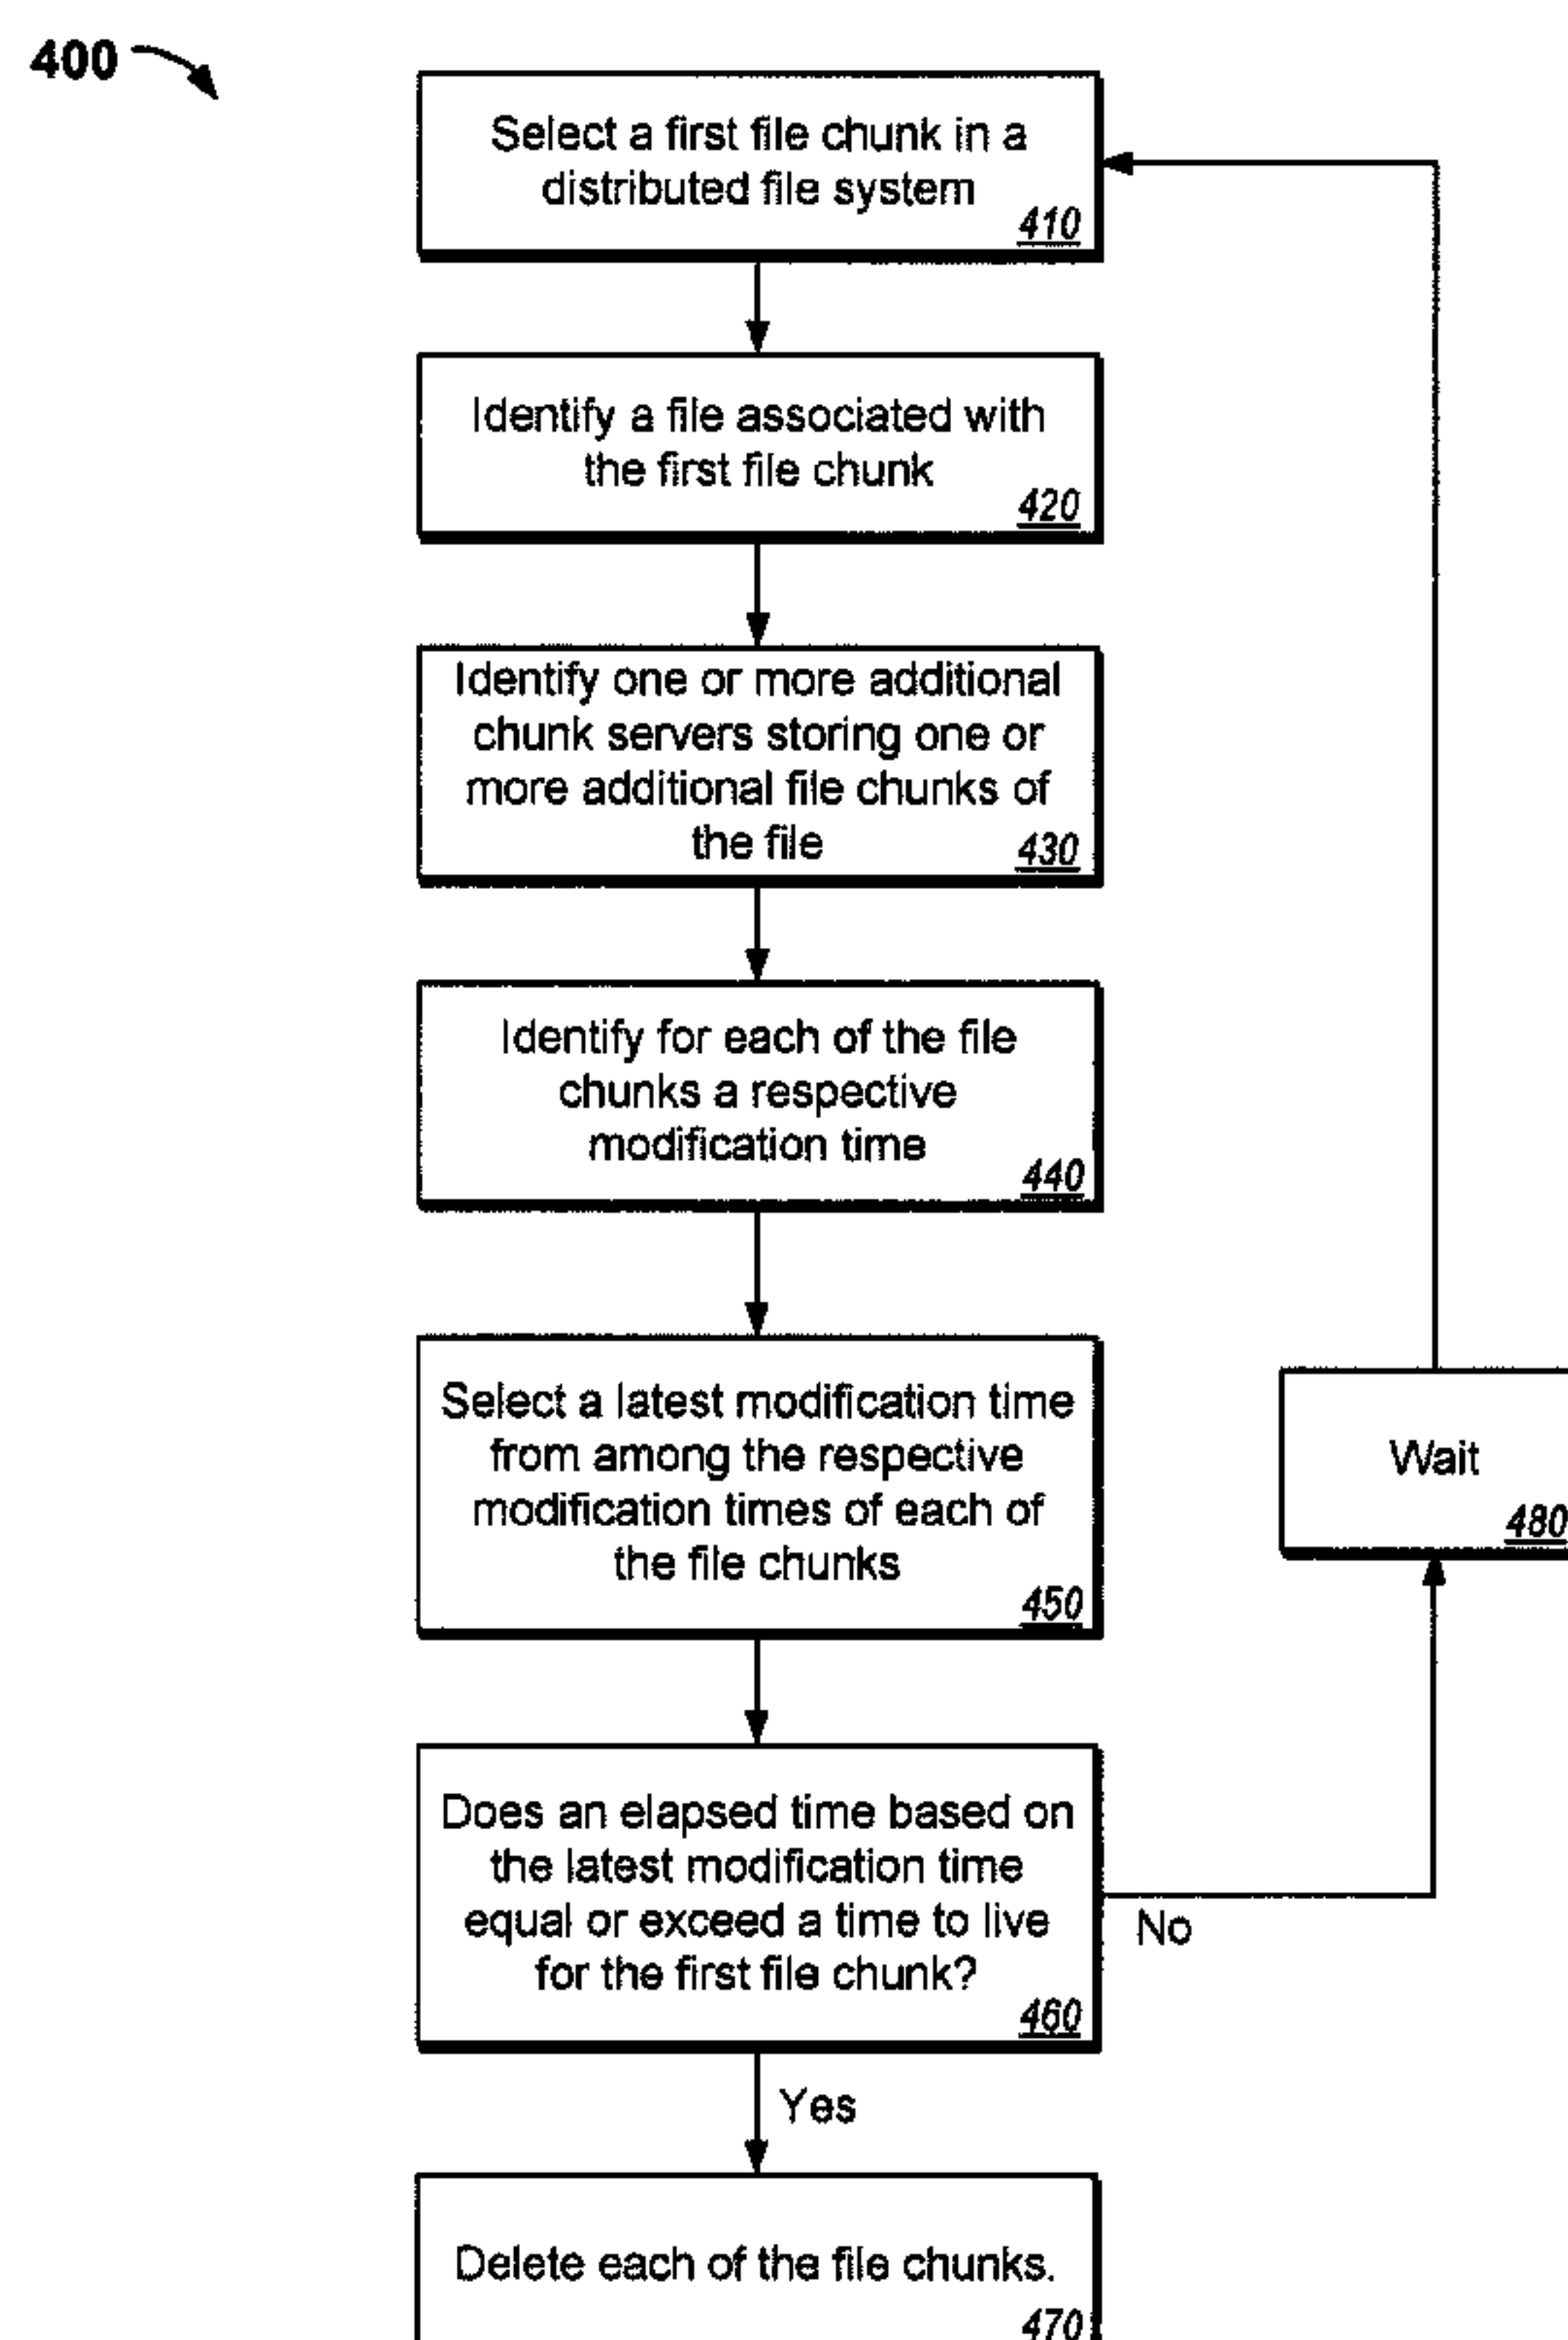 400
Select a first file chunk in a
distributed file system
410
Identify a file associated with
the first file chunk
420
Identify one or more additional
chunk servers storing one or
more additional file chunks of
the file
430
Identify for each of the file
chunks a respective
modification time
440
Select a latest modification time
from among the respective
modification times of each of
the file chunks
450
Wait
480
Does an elapsed time based on
the latest modification time
equal or exceed a time to live
for the first file chunk?
460
No
Yes
Delete each of the file chunks.
470